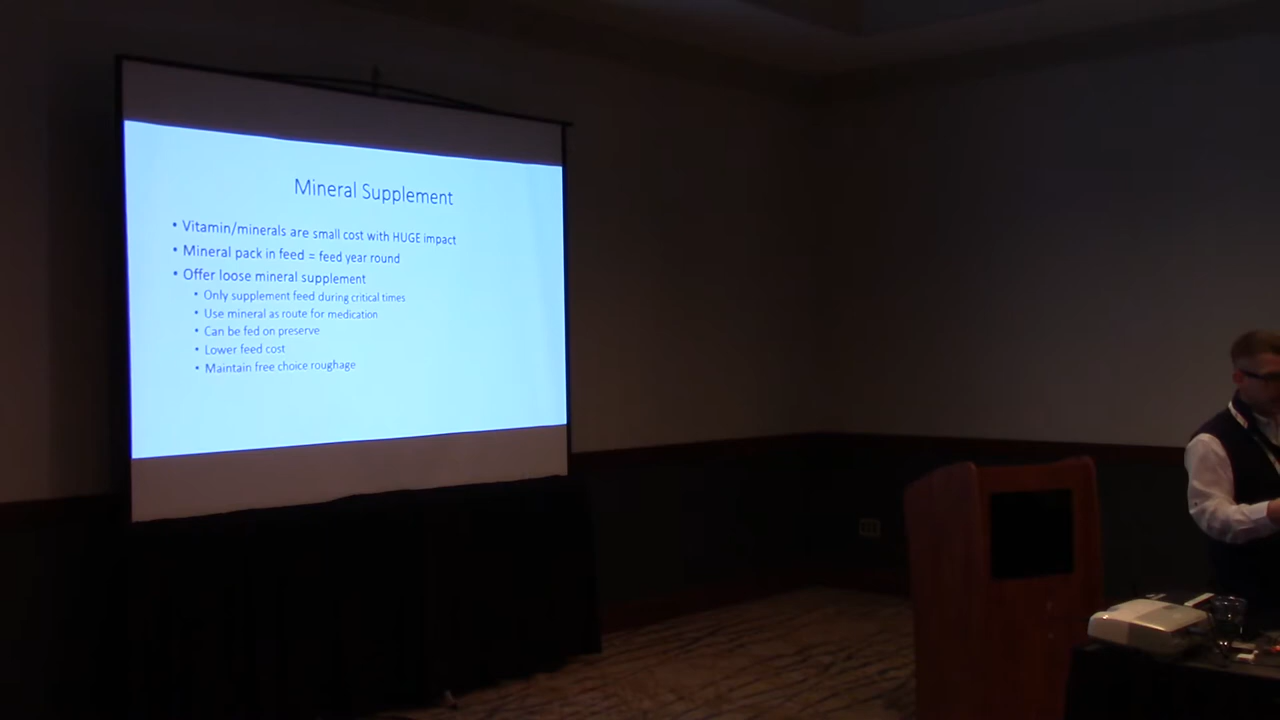 Mineral Supplement
• Vitamin/minerals are small cost with HUGE impact
• Mineral pack in feed = feed year round
• Offer loose mineral supplement
• Only supplement feed during critical times
• Use mineral as route for medication
• Can be fed on preserve
• Lower feed cost
• Maintain free choice roughage